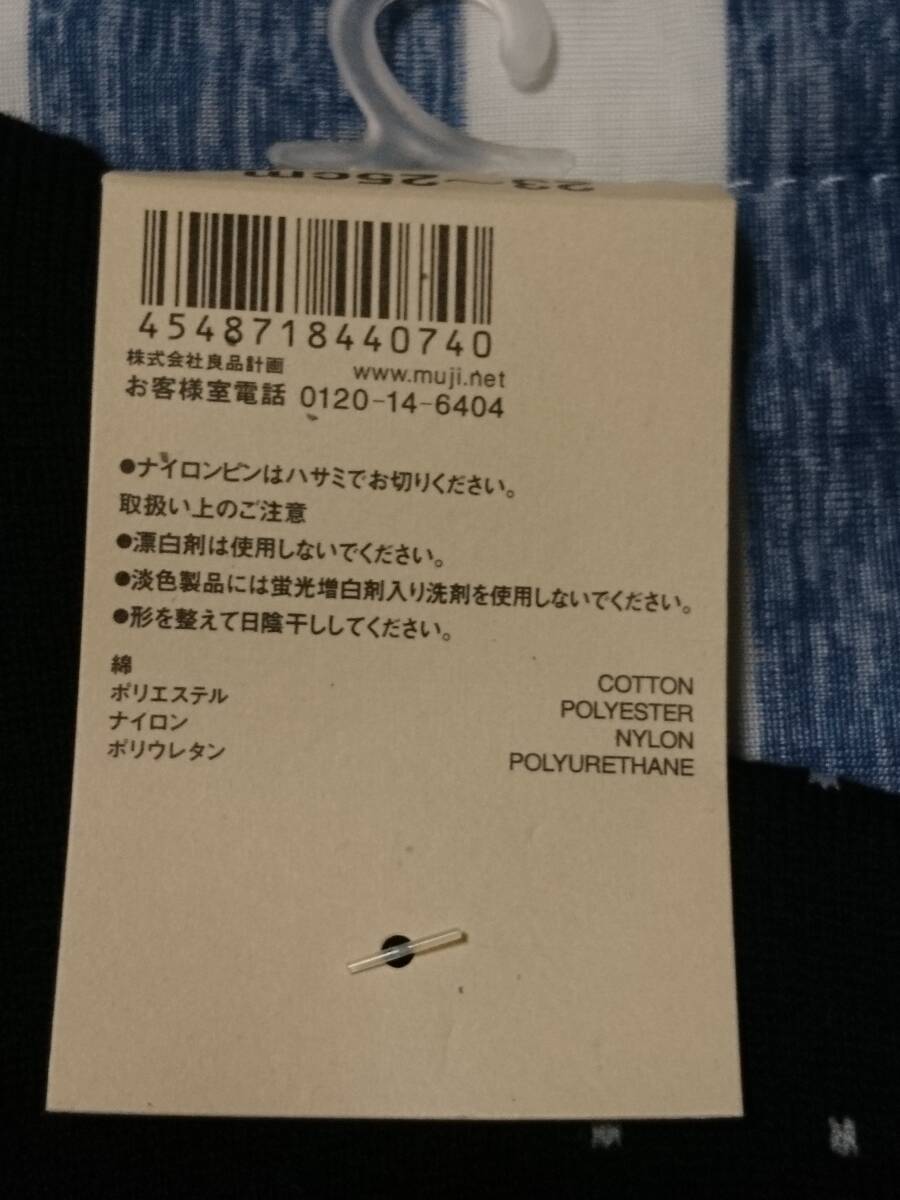 23~25cm
4548718440740
株式会社良品計画 www.muji.net
お客様室電話 0120-14-6404
●ナイロンピンはハサミでお切りください。
取扱い上のご注意
●漂白剤は使用しないでください。
●淡色製品には蛍光増白剤入り洗剤を使用しないでください。
●形を整えて日陰干ししてください。
綿 COTTON
ポリエステル POLYESTER
ナイロン NYLON
ポリウレタン POLYURETHANE